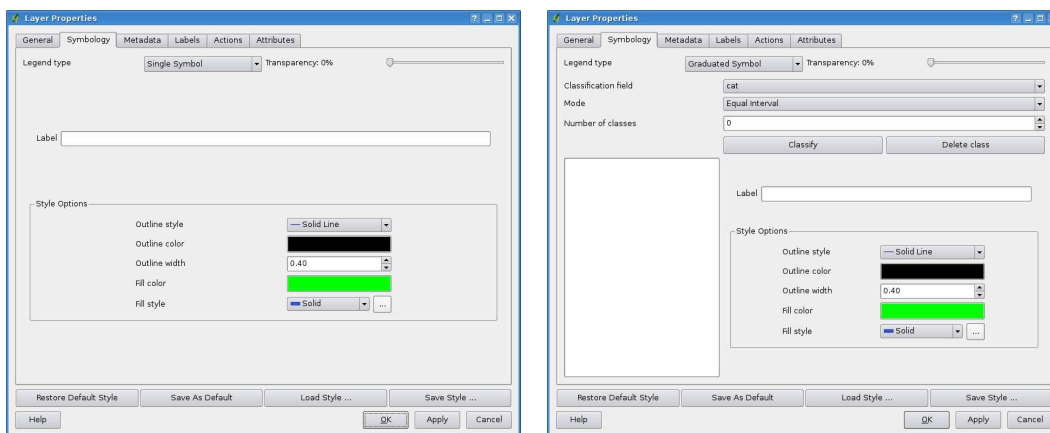 Layer Properties
General Symbology Metadata Labels Actions Attributes
Legend type Single Symbol Transparency: 0%
Label
Style Options
Outline style Solid Line
Outline color
Outline width 0.40
Fill color
Fill style Solid ...
Restore Default Style Save As Default Load Style ... Save Style ...
Help OK Apply Cancel
Layer Properties
General Symbology Metadata Labels Actions Attributes
Legend type Graduated Symbol Transparency: 0%
Classification field cat
Mode Equal Interval
Number of classes 0
Classify Delete class
Label
Style Options
Outline style Solid Line
Outline color
Outline width 0.40
Fill color
Fill style Solid ...
Restore Default Style Save As Default Load Style ... Save Style ...
Help OK Apply Cancel